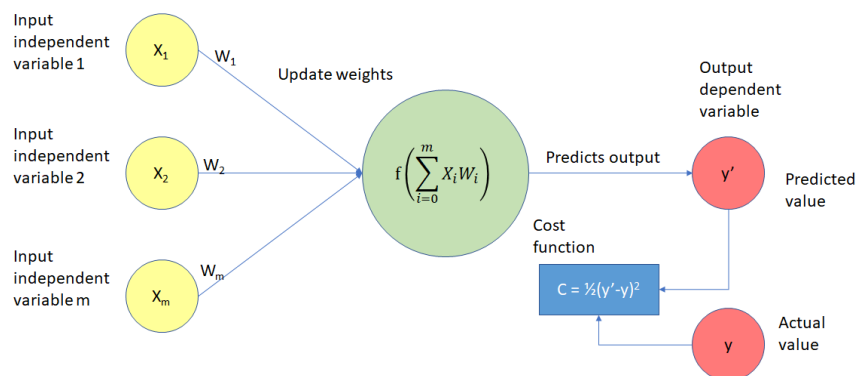 Input
independent
variable 1
X₁
W₁
Update weights
Input
independent
variable 2
X₂
W₂
Input
independent
variable m
Xₘ
Wₘ
f(∑_{i=0}^{m} XᵢWᵢ)
Predicts output
Output
dependent
variable
y’
Predicted
value
Cost
function
C = ½(y’-y)²
y
Actual
value